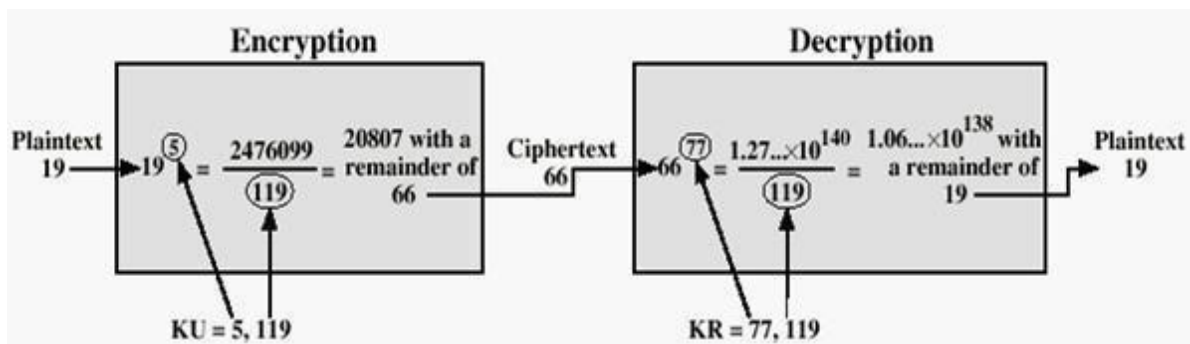 Encryption
Decryption
Plaintext
19
19^5 = 2476099 / 119 = 20807 with a
remainder of
66
Ciphertext
66
66^77 = 1.27...×10^140 / 119 = 1.06...×10^138 with
a remainder of
19
Plaintext
19
KU = 5, 119
KR = 77, 119